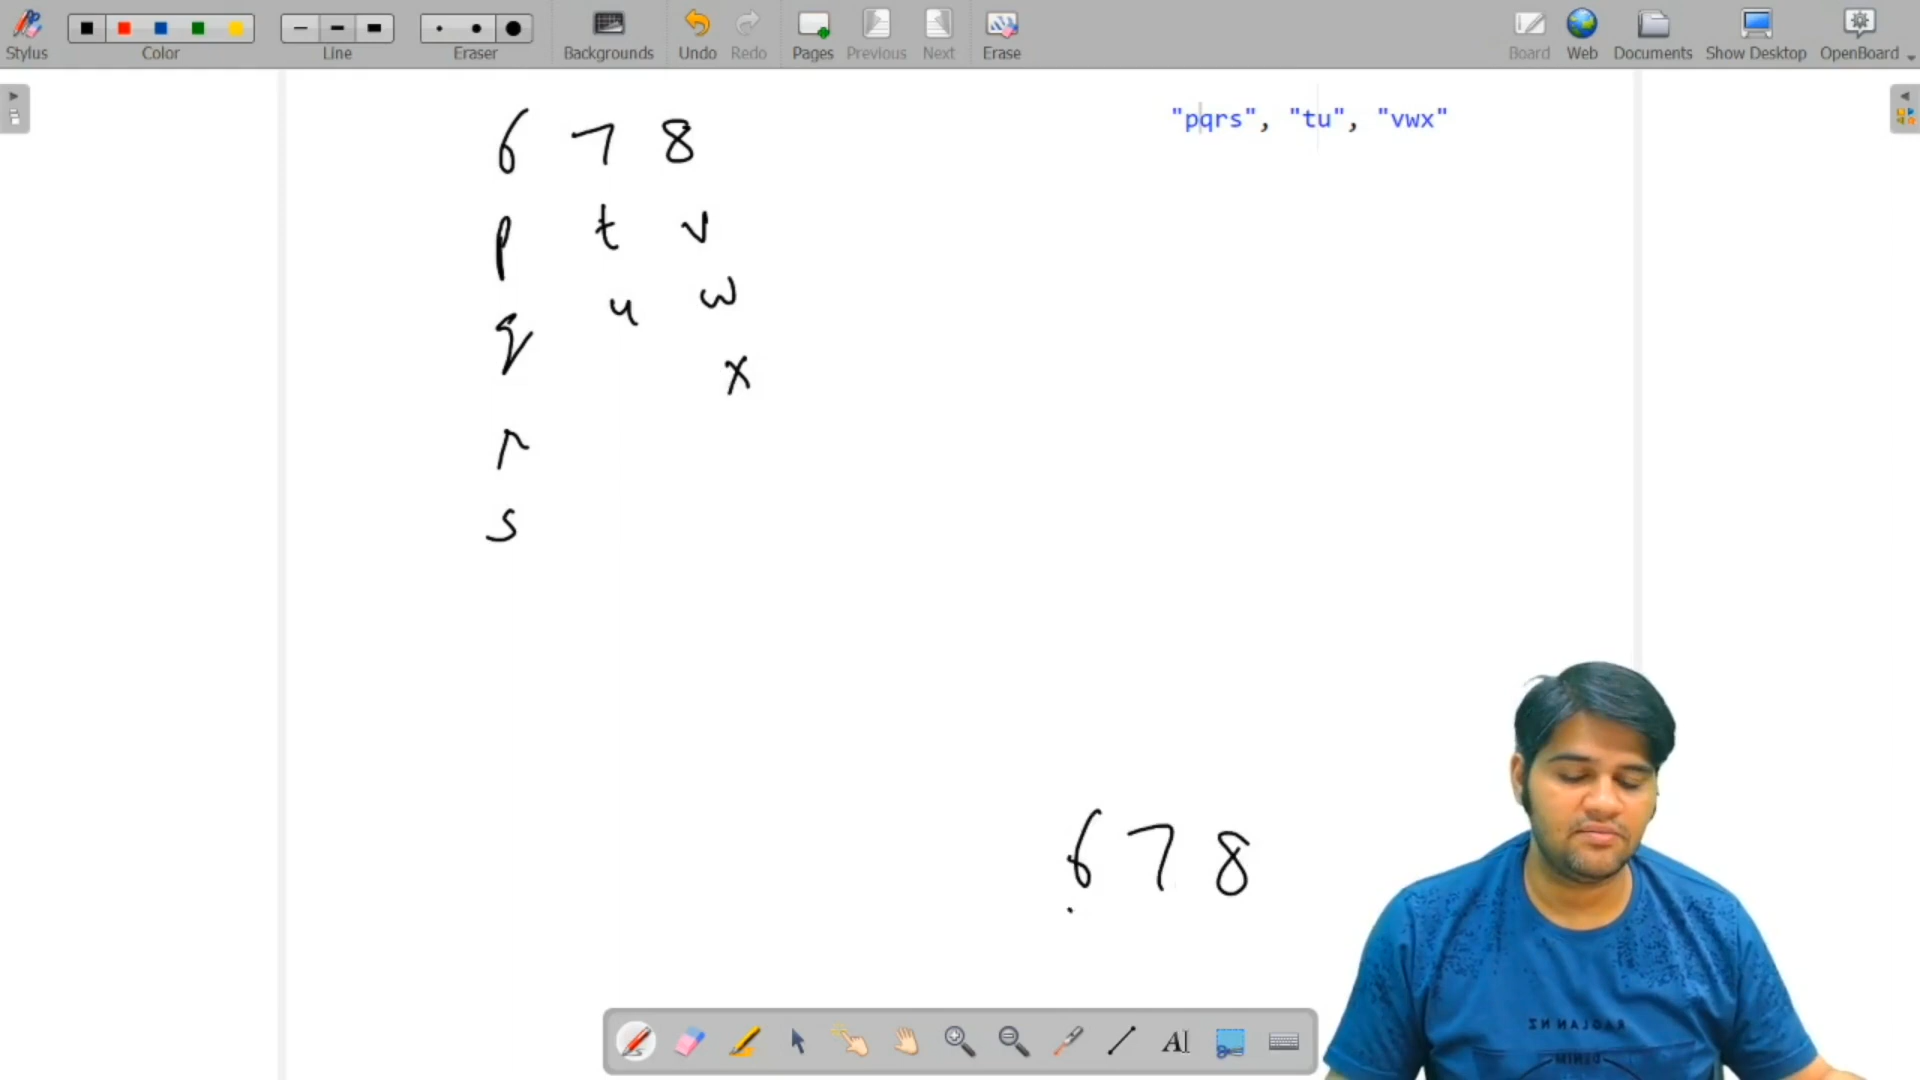 Stylus Color Line Eraser Backgrounds Undo Redo Pages Previous Next Erase Board Web Documents Show Desktop OpenBoard
"pqrs", "tu", "vwx"
6 7 8
p t v
q u w
x
r
s
6 7 8
AI